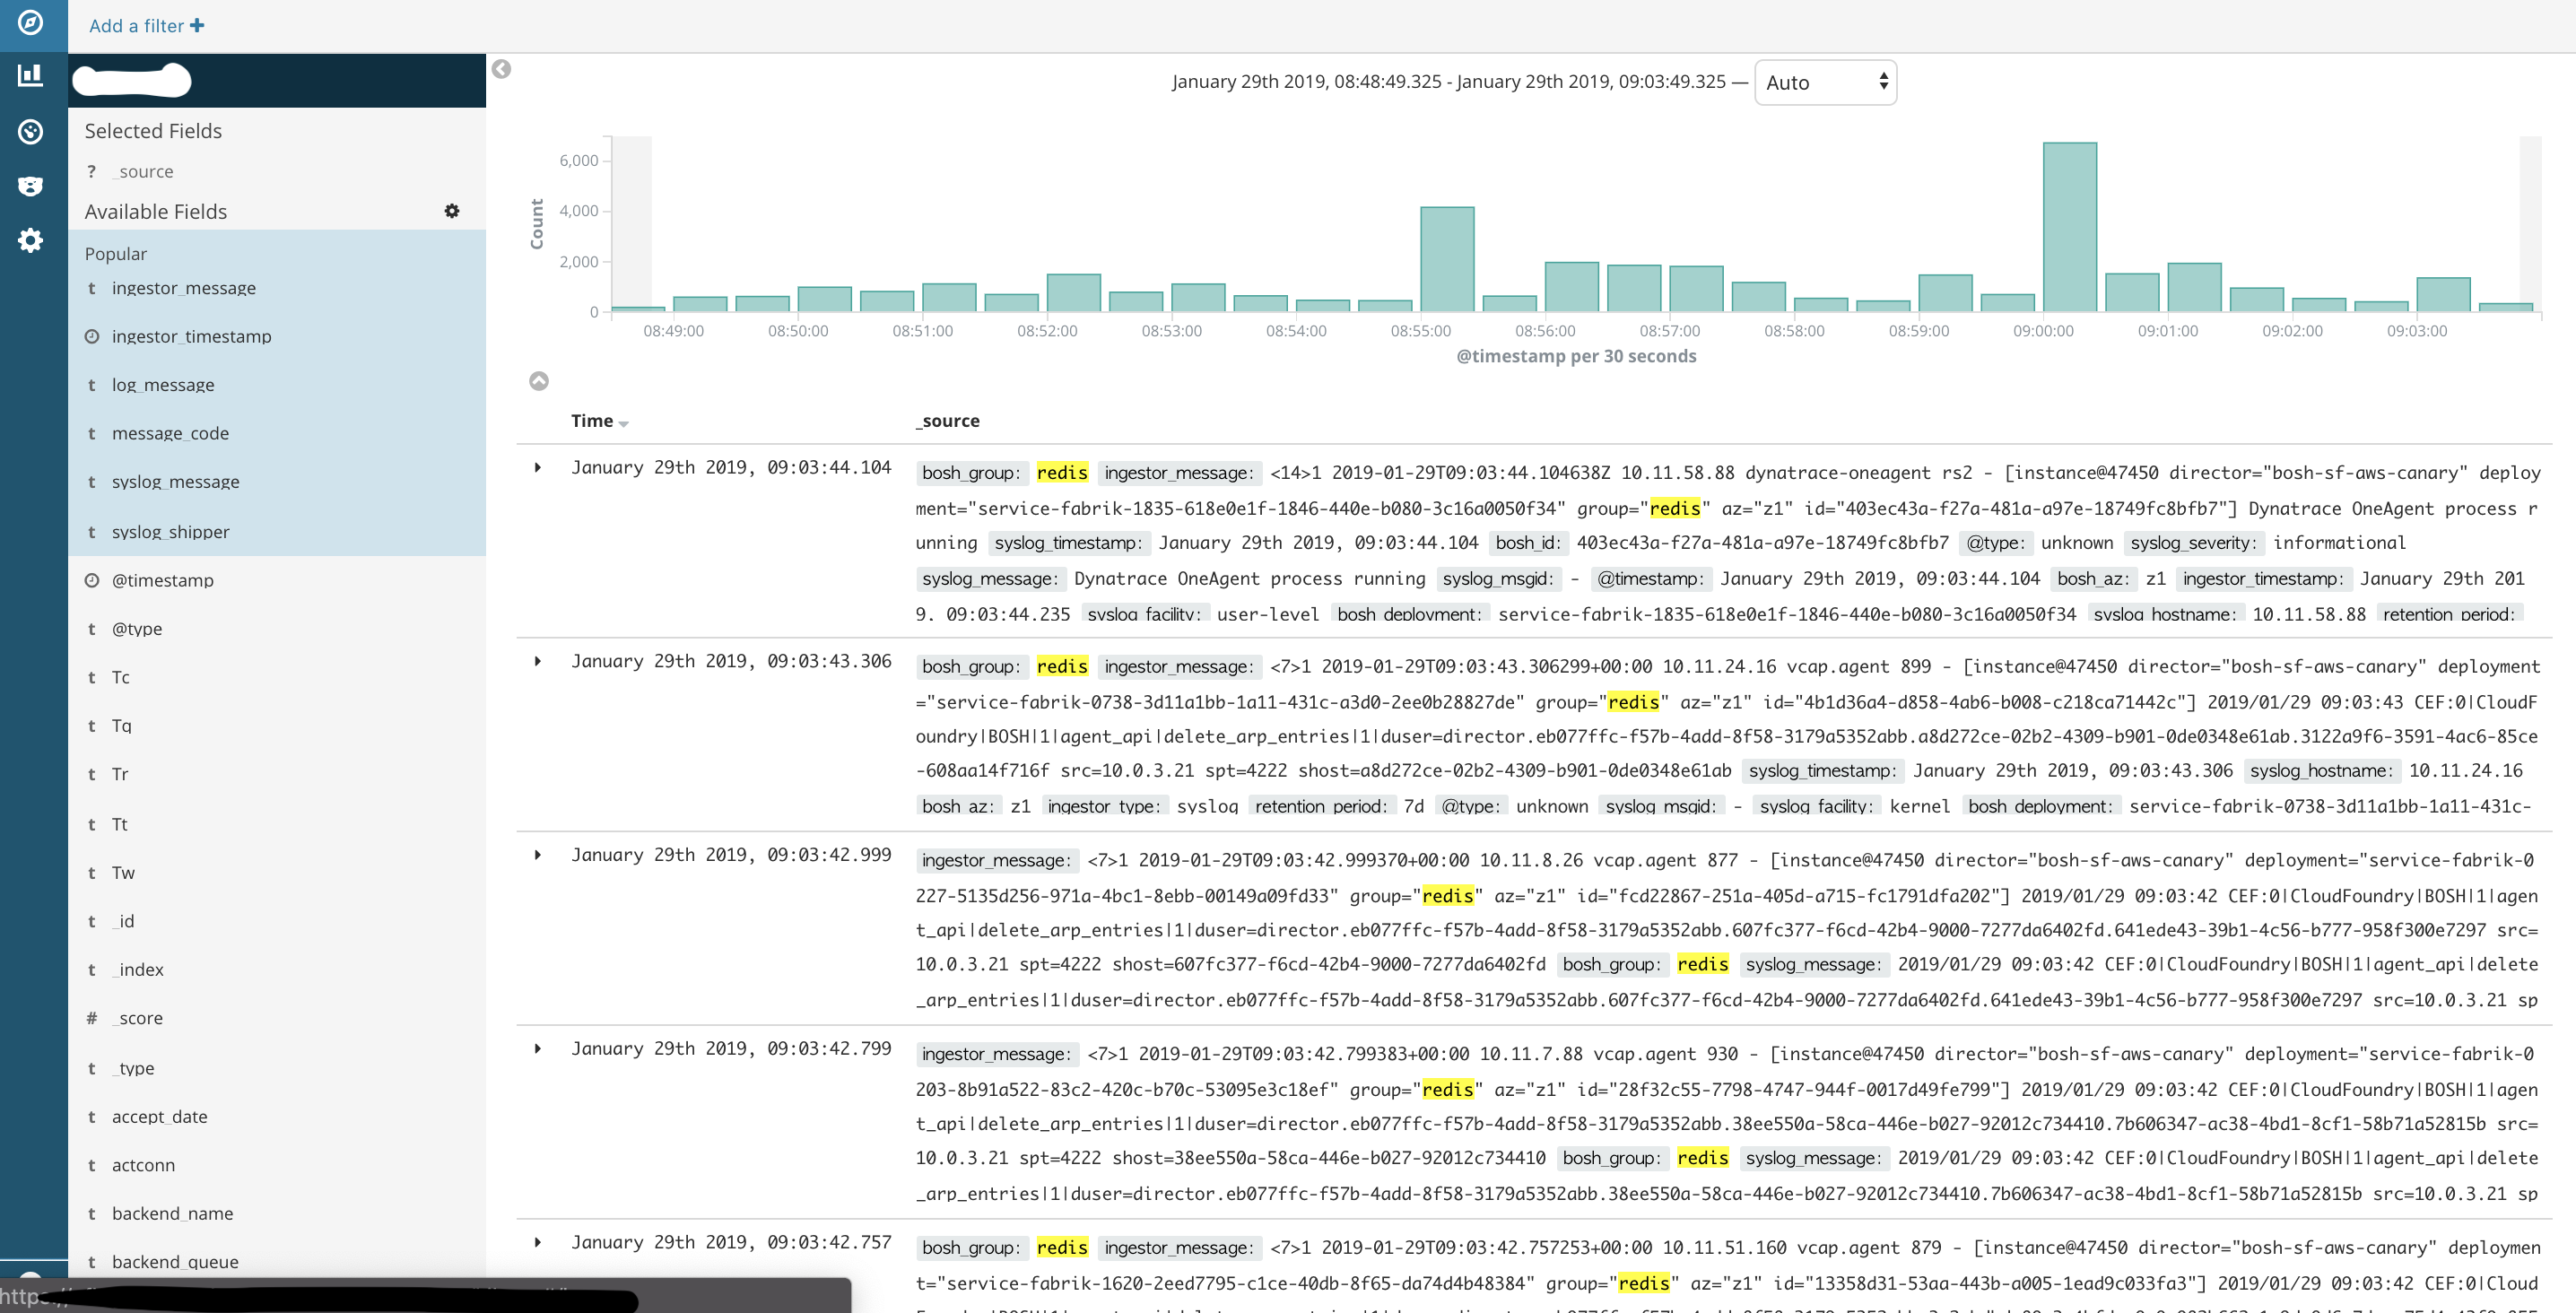 Add a filter +
January 29th 2019, 08:48:49.325 - January 29th 2019, 09:03:49.325 — Auto
Selected Fields
? _source
Available Fields
Popular
t ingestor_message
ingestor_timestamp
t log_message
t message_code
t syslog_message
t syslog_shipper
@timestamp
t @type
t Tc
t Tq
t Tr
t Tt
t Tw
t _id
t _index
# _score
t _type
t accept_date
t actconn
t backend_name
t backend_queue
https://
Count
6,000
4,000
2,000
0
08:49:00 08:50:00 08:51:00 08:52:00 08:53:00 08:54:00 08:55:00 08:56:00 08:57:00 08:58:00 08:59:00 09:00:00 09:01:00 09:02:00 09:03:00
@timestamp per 30 seconds
Time _source
January 29th 2019, 09:03:44.104
bosh_group: redis ingestor_message: <14>1 2019-01-29T09:03:44.104638Z 10.11.58.88 dynatrace-oneagent rs2 - [instance@47450 director="bosh-sf-aws-canary" deploy
ment="service-fabrik-1835-618e0e1f-1846-440e-b080-3c16a0050f34" group="redis" az="z1" id="403ec43a-f27a-481a-a97e-18749fc8bfb7"] Dynatrace OneAgent process r
unning syslog_timestamp: January 29th 2019, 09:03:44.104 bosh_id: 403ec43a-f27a-481a-a97e-18749fc8bfb7 @type: unknown syslog_severity: informational
syslog_message: Dynatrace OneAgent process running syslog_msgid: - @timestamp: January 29th 2019, 09:03:44.104 bosh_az: z1 ingestor_timestamp: January 29th 201
9, 09:03:44.235 syslog_facility: user-level bosh_deployment: service-fabrik-1835-618e0e1f-1846-440e-b080-3c16a0050f34 syslog_hostname: 10.11.58.88 retention_period:
January 29th 2019, 09:03:43.306
bosh_group: redis ingestor_message: <7>1 2019-01-29T09:03:43.306299+00:00 10.11.24.16 vcap.agent 899 - [instance@47450 director="bosh-sf-aws-canary" deployment
="service-fabrik-0738-3d11a1bb-1a11-431c-a3d0-2ee0b28827de" group="redis" az="z1" id="4b1d36a4-d858-4ab6-b008-c218ca71442c"] 2019/01/29 09:03:43 CEF:0|CloudF
oundry|BOSH|1|agent_api|delete_arp_entries|1|duser=director.eb077ffc-f57b-4add-8f58-3179a5352abb.a8d272ce-02b2-4309-b901-0de0348e61ab.3122a9f6-3591-4ac6-85ce
-608aa14f716f src=10.0.3.21 spt=4222 shost=a8d272ce-02b2-4309-b901-0de0348e61ab syslog_timestamp: January 29th 2019, 09:03:43.306 syslog_hostname: 10.11.24.16
bosh_az: z1 ingestor_type: syslog retention_period: 7d @type: unknown syslog_msgid: - syslog_facility: kernel bosh_deployment: service-fabrik-0738-3d11a1bb-1a11-431c-
January 29th 2019, 09:03:42.999
ingestor_message: <7>1 2019-01-29T09:03:42.999370+00:00 10.11.8.26 vcap.agent 877 - [instance@47450 director="bosh-sf-aws-canary" deployment="service-fabrik-0
227-5135d256-971a-4bc1-8ebb-00149a09fd33" group="redis" az="z1" id="fcd22867-251a-405d-a715-fc1791dfa202"] 2019/01/29 09:03:42 CEF:0|CloudFoundry|BOSH|1|agen
t_api|delete_arp_entries|1|duser=director.eb077ffc-f57b-4add-8f58-3179a5352abb.607fc377-f6cd-42b4-9000-7277da6402fd.641ede43-39b1-4c56-b777-958f300e7297 src=
10.0.3.21 spt=4222 shost=607fc377-f6cd-42b4-9000-7277da6402fd bosh_group: redis syslog_message: 2019/01/29 09:03:42 CEF:0|CloudFoundry|BOSH|1|agent_api|delete
_arp_entries|1|duser=director.eb077ffc-f57b-4add-8f58-3179a5352abb.607fc377-f6cd-42b4-9000-7277da6402fd.641ede43-39b1-4c56-b777-958f300e7297 src=10.0.3.21 sp
January 29th 2019, 09:03:42.799
ingestor_message: <7>1 2019-01-29T09:03:42.799383+00:00 10.11.7.88 vcap.agent 930 - [instance@47450 director="bosh-sf-aws-canary" deployment="service-fabrik-0
203-8b91a522-83c2-420c-b70c-53095e3c18ef" group="redis" az="z1" id="28f32c55-7798-4747-944f-0017d49fe799"] 2019/01/29 09:03:42 CEF:0|CloudFoundry|BOSH|1|agen
t_api|delete_arp_entries|1|duser=director.eb077ffc-f57b-4add-8f58-3179a5352abb.38ee550a-58ca-446e-b027-92012c734410.7b606347-ac38-4bd1-8cf1-58b71a52815b src=
10.0.3.21 spt=4222 shost=38ee550a-58ca-446e-b027-92012c734410 bosh_group: redis syslog_message: 2019/01/29 09:03:42 CEF:0|CloudFoundry|BOSH|1|agent_api|delete
_arp_entries|1|duser=director.eb077ffc-f57b-4add-8f58-3179a5352abb.38ee550a-58ca-446e-b027-92012c734410.7b606347-ac38-4bd1-8cf1-58b71a52815b src=10.0.3.21 sp
January 29th 2019, 09:03:42.757
bosh_group: redis ingestor_message: <7>1 2019-01-29T09:03:42.757253+00:00 10.11.51.160 vcap.agent 879 - [instance@47450 director="bosh-sf-aws-canary" deploymen
t="service-fabrik-1620-2eed7795-c1ce-40db-8f65-da74d4b48384" group="redis" az="z1" id="13358d31-53aa-443b-a005-1ead9c033fa3"] 2019/01/29 09:03:42 CEF:0|Cloud